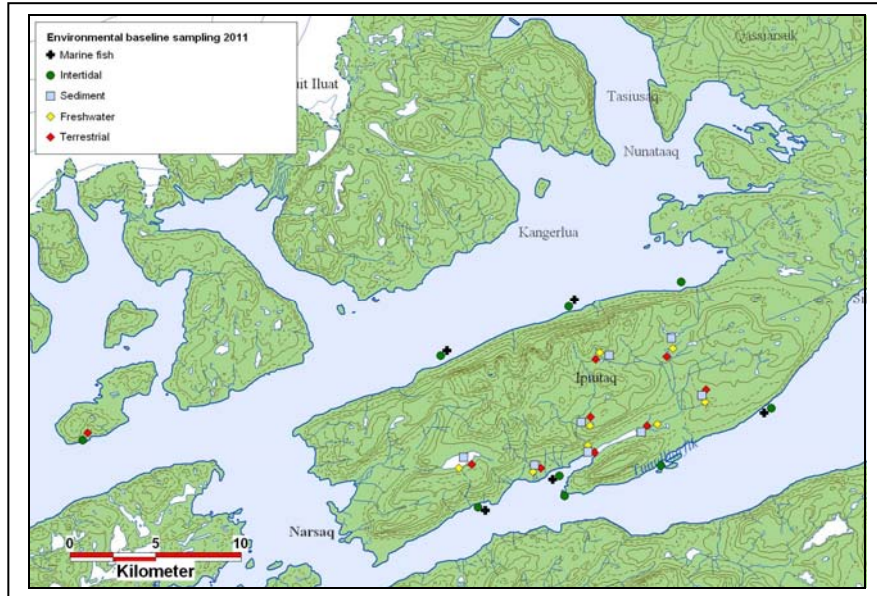 Environmental baseline sampling 2011
Marine fish
Intertidal
Sediment
Freshwater
Terrestrial
Qassiarsuk
Tasiusaq
Nunataaq
Kangerlua
Ipiutaq
Narsaq
0 5 10
Kilometer